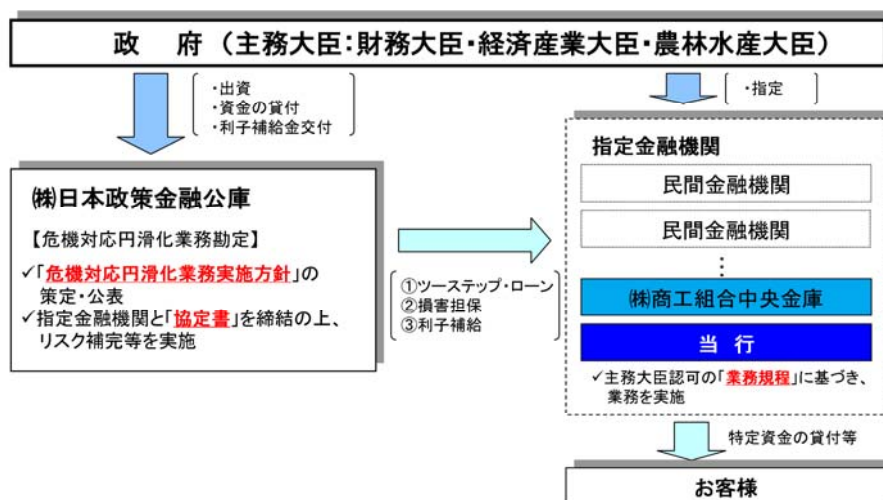 政　府（主務大臣：財務大臣・経済産業大臣・農林水産大臣）
・出資
・資金の貸付
・利子補給金交付
・指定
㈱日本政策金融公庫
【危機対応円滑化業務勘定】
✓「危機対応円滑化業務実施方針」の
策定・公表
✓指定金融機関と「協定書」を締結の上、
リスク補完等を実施
①ツーステップ・ローン
②損害担保
③利子補給
指定金融機関
民間金融機関
民間金融機関
⋮
㈱商工組合中央金庫
当　行
✓主務大臣認可の「業務規程」に基づき、
業務を実施
特定資金の貸付等
お客様